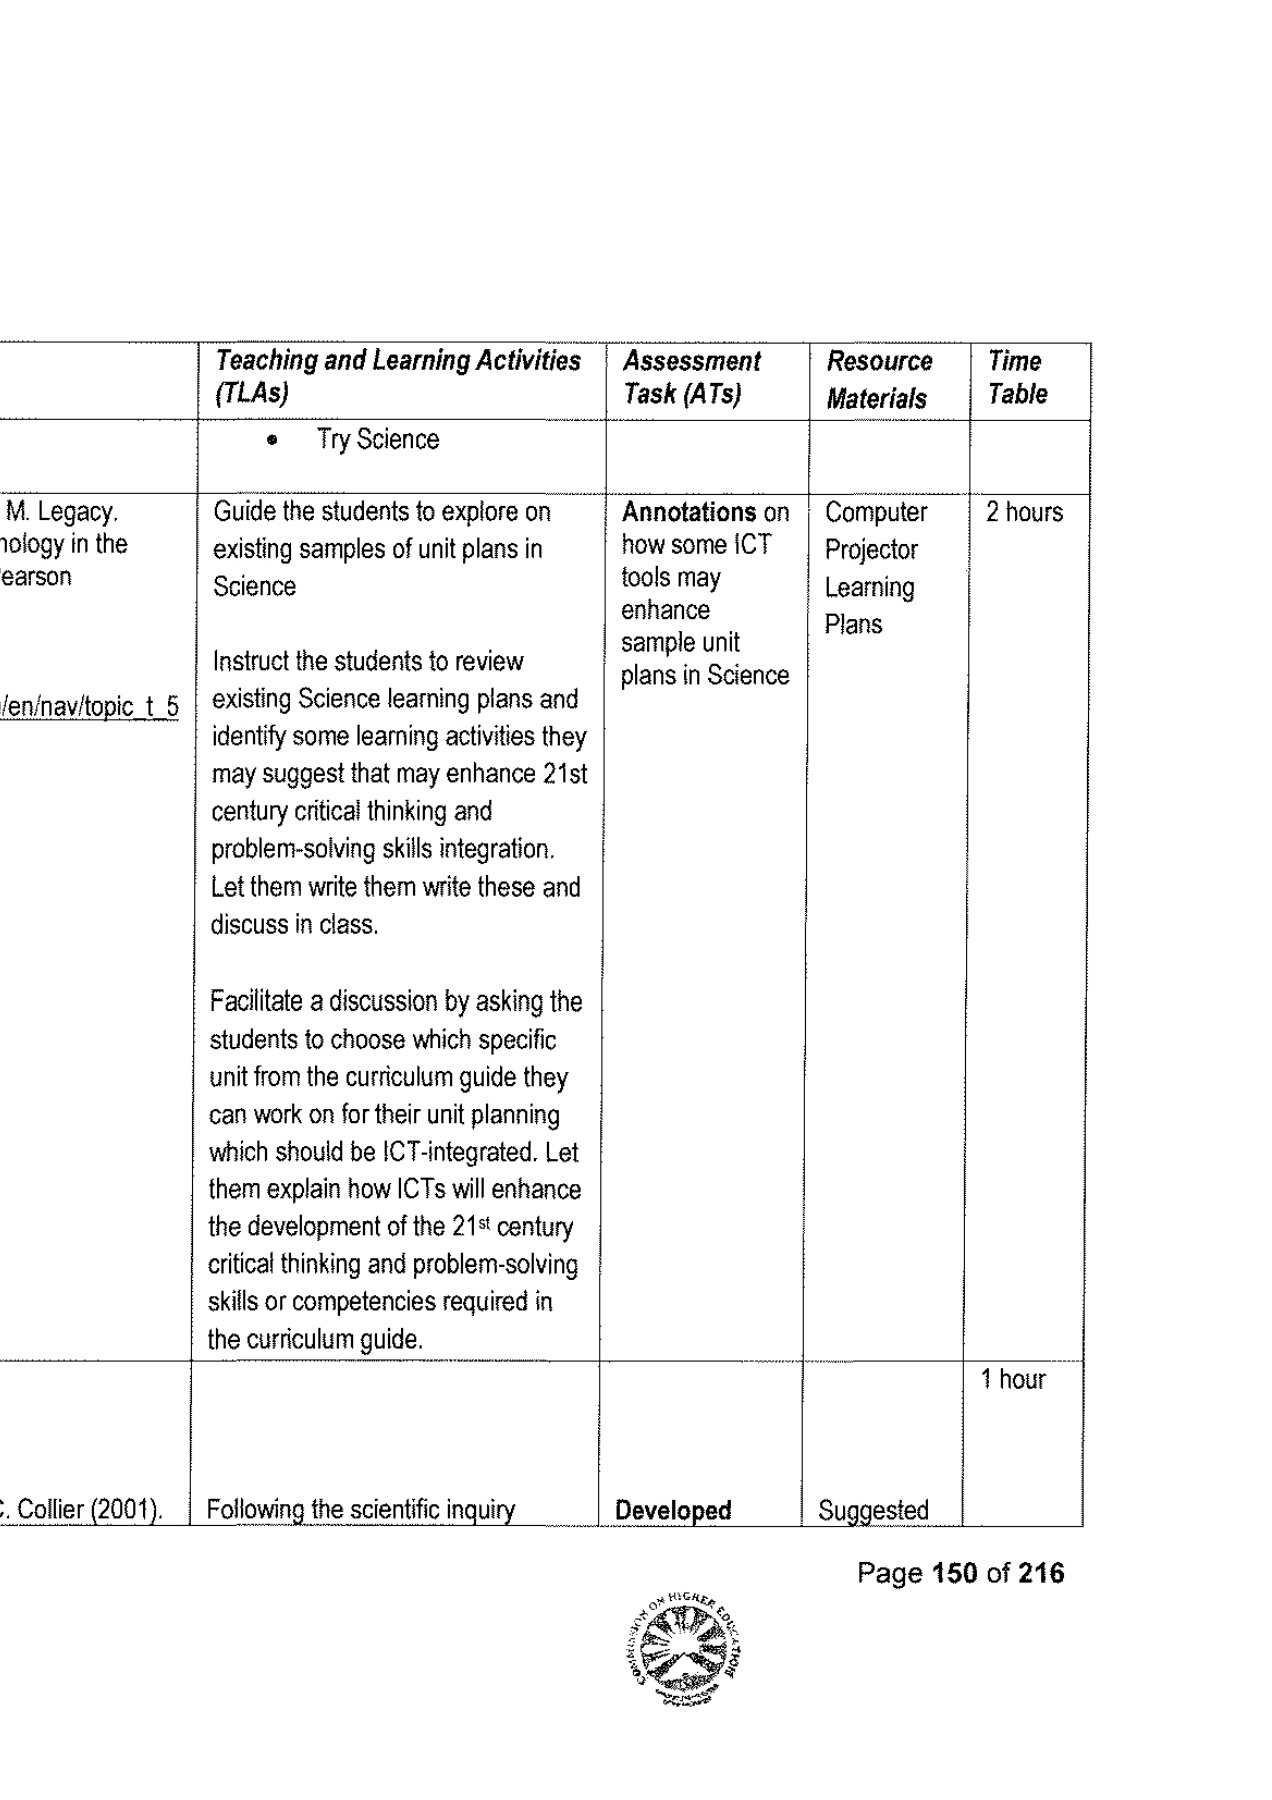 Teaching and Learning Activities
(TLAs)
Assessment
Task (ATs)
Resource
Materials
Time
Table
• Try Science
M. Legacy.
nology in the
earson
/en/nav/topic_t_5
Guide the students to explore on
existing samples of unit plans in
Science
Instruct the students to review
existing Science learning plans and
identify some learning activities they
may suggest that may enhance 21st
century critical thinking and
problem-solving skills integration.
Let them write them write these and
discuss in class.
Facilitate a discussion by asking the
students to choose which specific
unit from the curriculum guide they
can work on for their unit planning
which should be ICT-integrated. Let
them explain how ICTs will enhance
the development of the 21st century
critical thinking and problem-solving
skills or competencies required in
the curriculum guide.
Annotations on
how some ICT
tools may
enhance
sample unit
plans in Science
Computer
Projector
Learning
Plans
2 hours
1 hour
C. Collier (2001).
Following the scientific inquiry
Developed
Suggested
Page 150 of 216
COMMISSION ON HIGHER EDUCATION